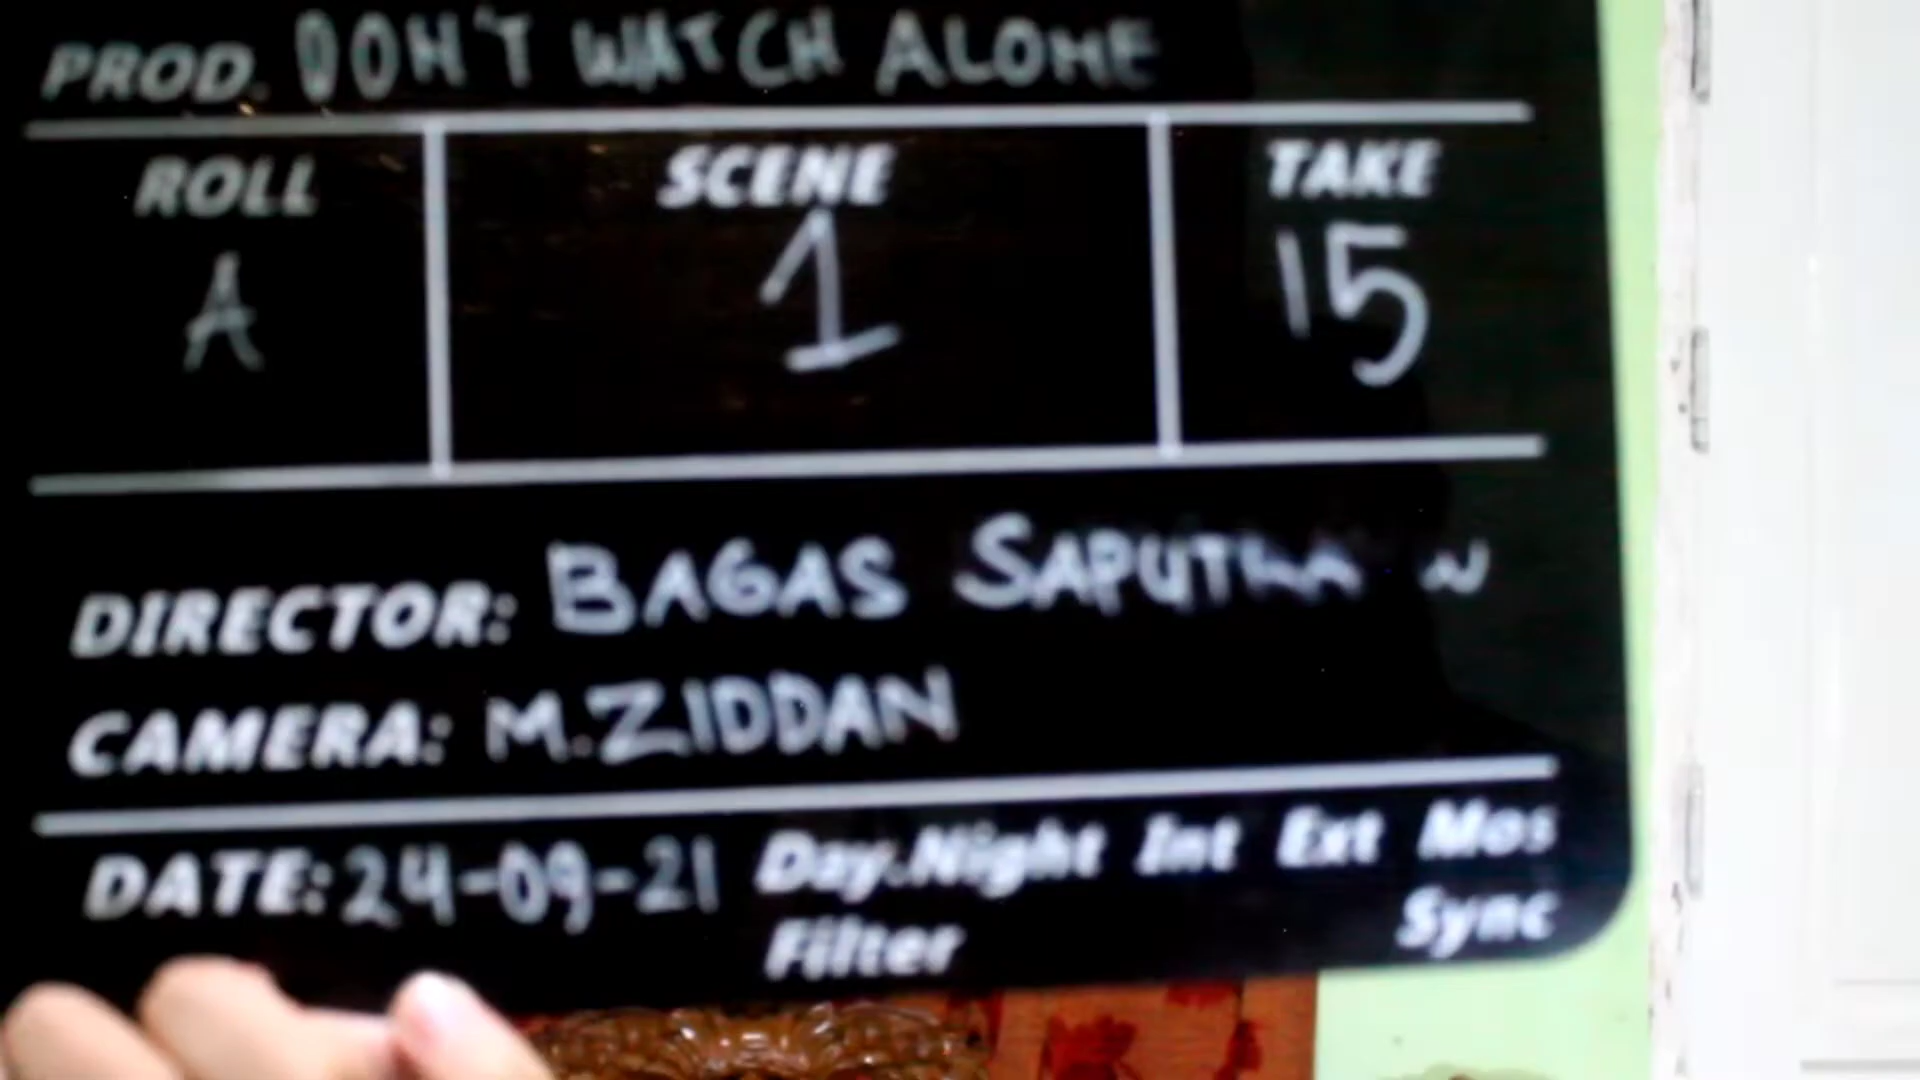 PROD. DON'T WATCH ALONE
ROLL SCENE TAKE
A 1 15
DIRECTOR: BAGAS SAPUTRA N
CAMERA: M.ZIDDAN
DATE: 24-09-21 Day.Night Int Ext Mos
Filter Sync